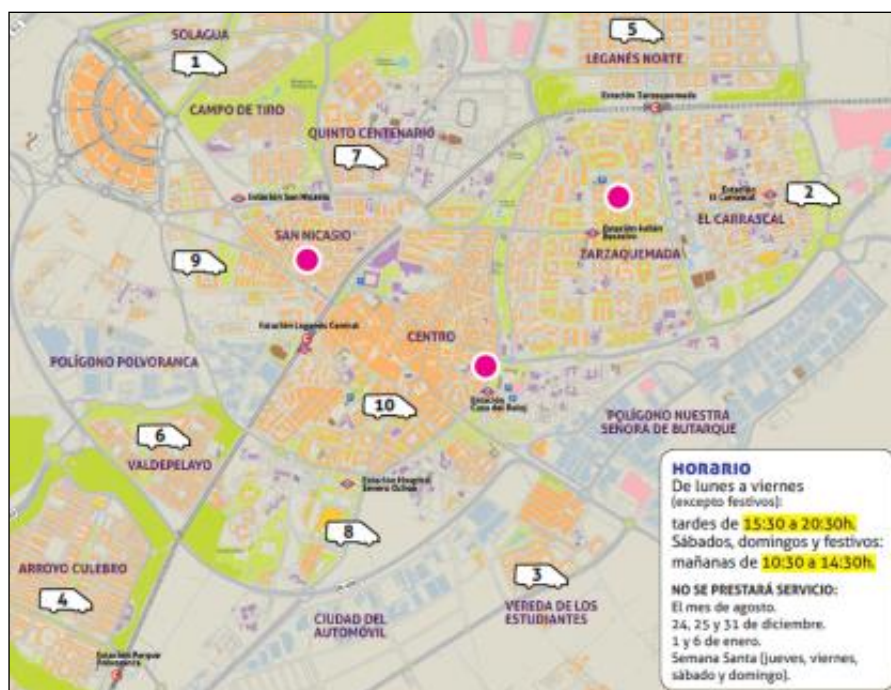 SOLAGUA
1
5
LEGANÉS NORTE
Estación Zarzaquemada
CAMPO DE TIRO
QUINTO CENTENARIO
7
Estación San Nicasio
Estación
El Carrascal
2
EL CARRASCAL
SAN NICASIO
Estación Julián
Besteiro
ZARZAQUEMADA
9
Estación Leganés Central
CENTRO
POLÍGONO POLVORANCA
10
Estación
Casa del Reloj
POLÍGONO NUESTRA
SEÑORA DE BUTARQUE
6
VALDEPELAYO
Estación Hospital
Severo Ochoa
8
ARROYO CULEBRO
4
3
VEREDA DE LOS
ESTUDIANTES
CIUDAD DEL
AUTOMÓVIL
Estación Parque
Polvoranca
HORARIO
De lunes a viernes
(excepto festivos):
tardes de 15:30 a 20:30h.
Sábados, domingos y festivos:
mañanas de 10:30 a 14:30h.
NO SE PRESTARÁ SERVICIO:
El mes de agosto.
24, 25 y 31 de diciembre.
1 y 6 de enero.
Semana Santa (jueves, viernes,
sábado y domingo).